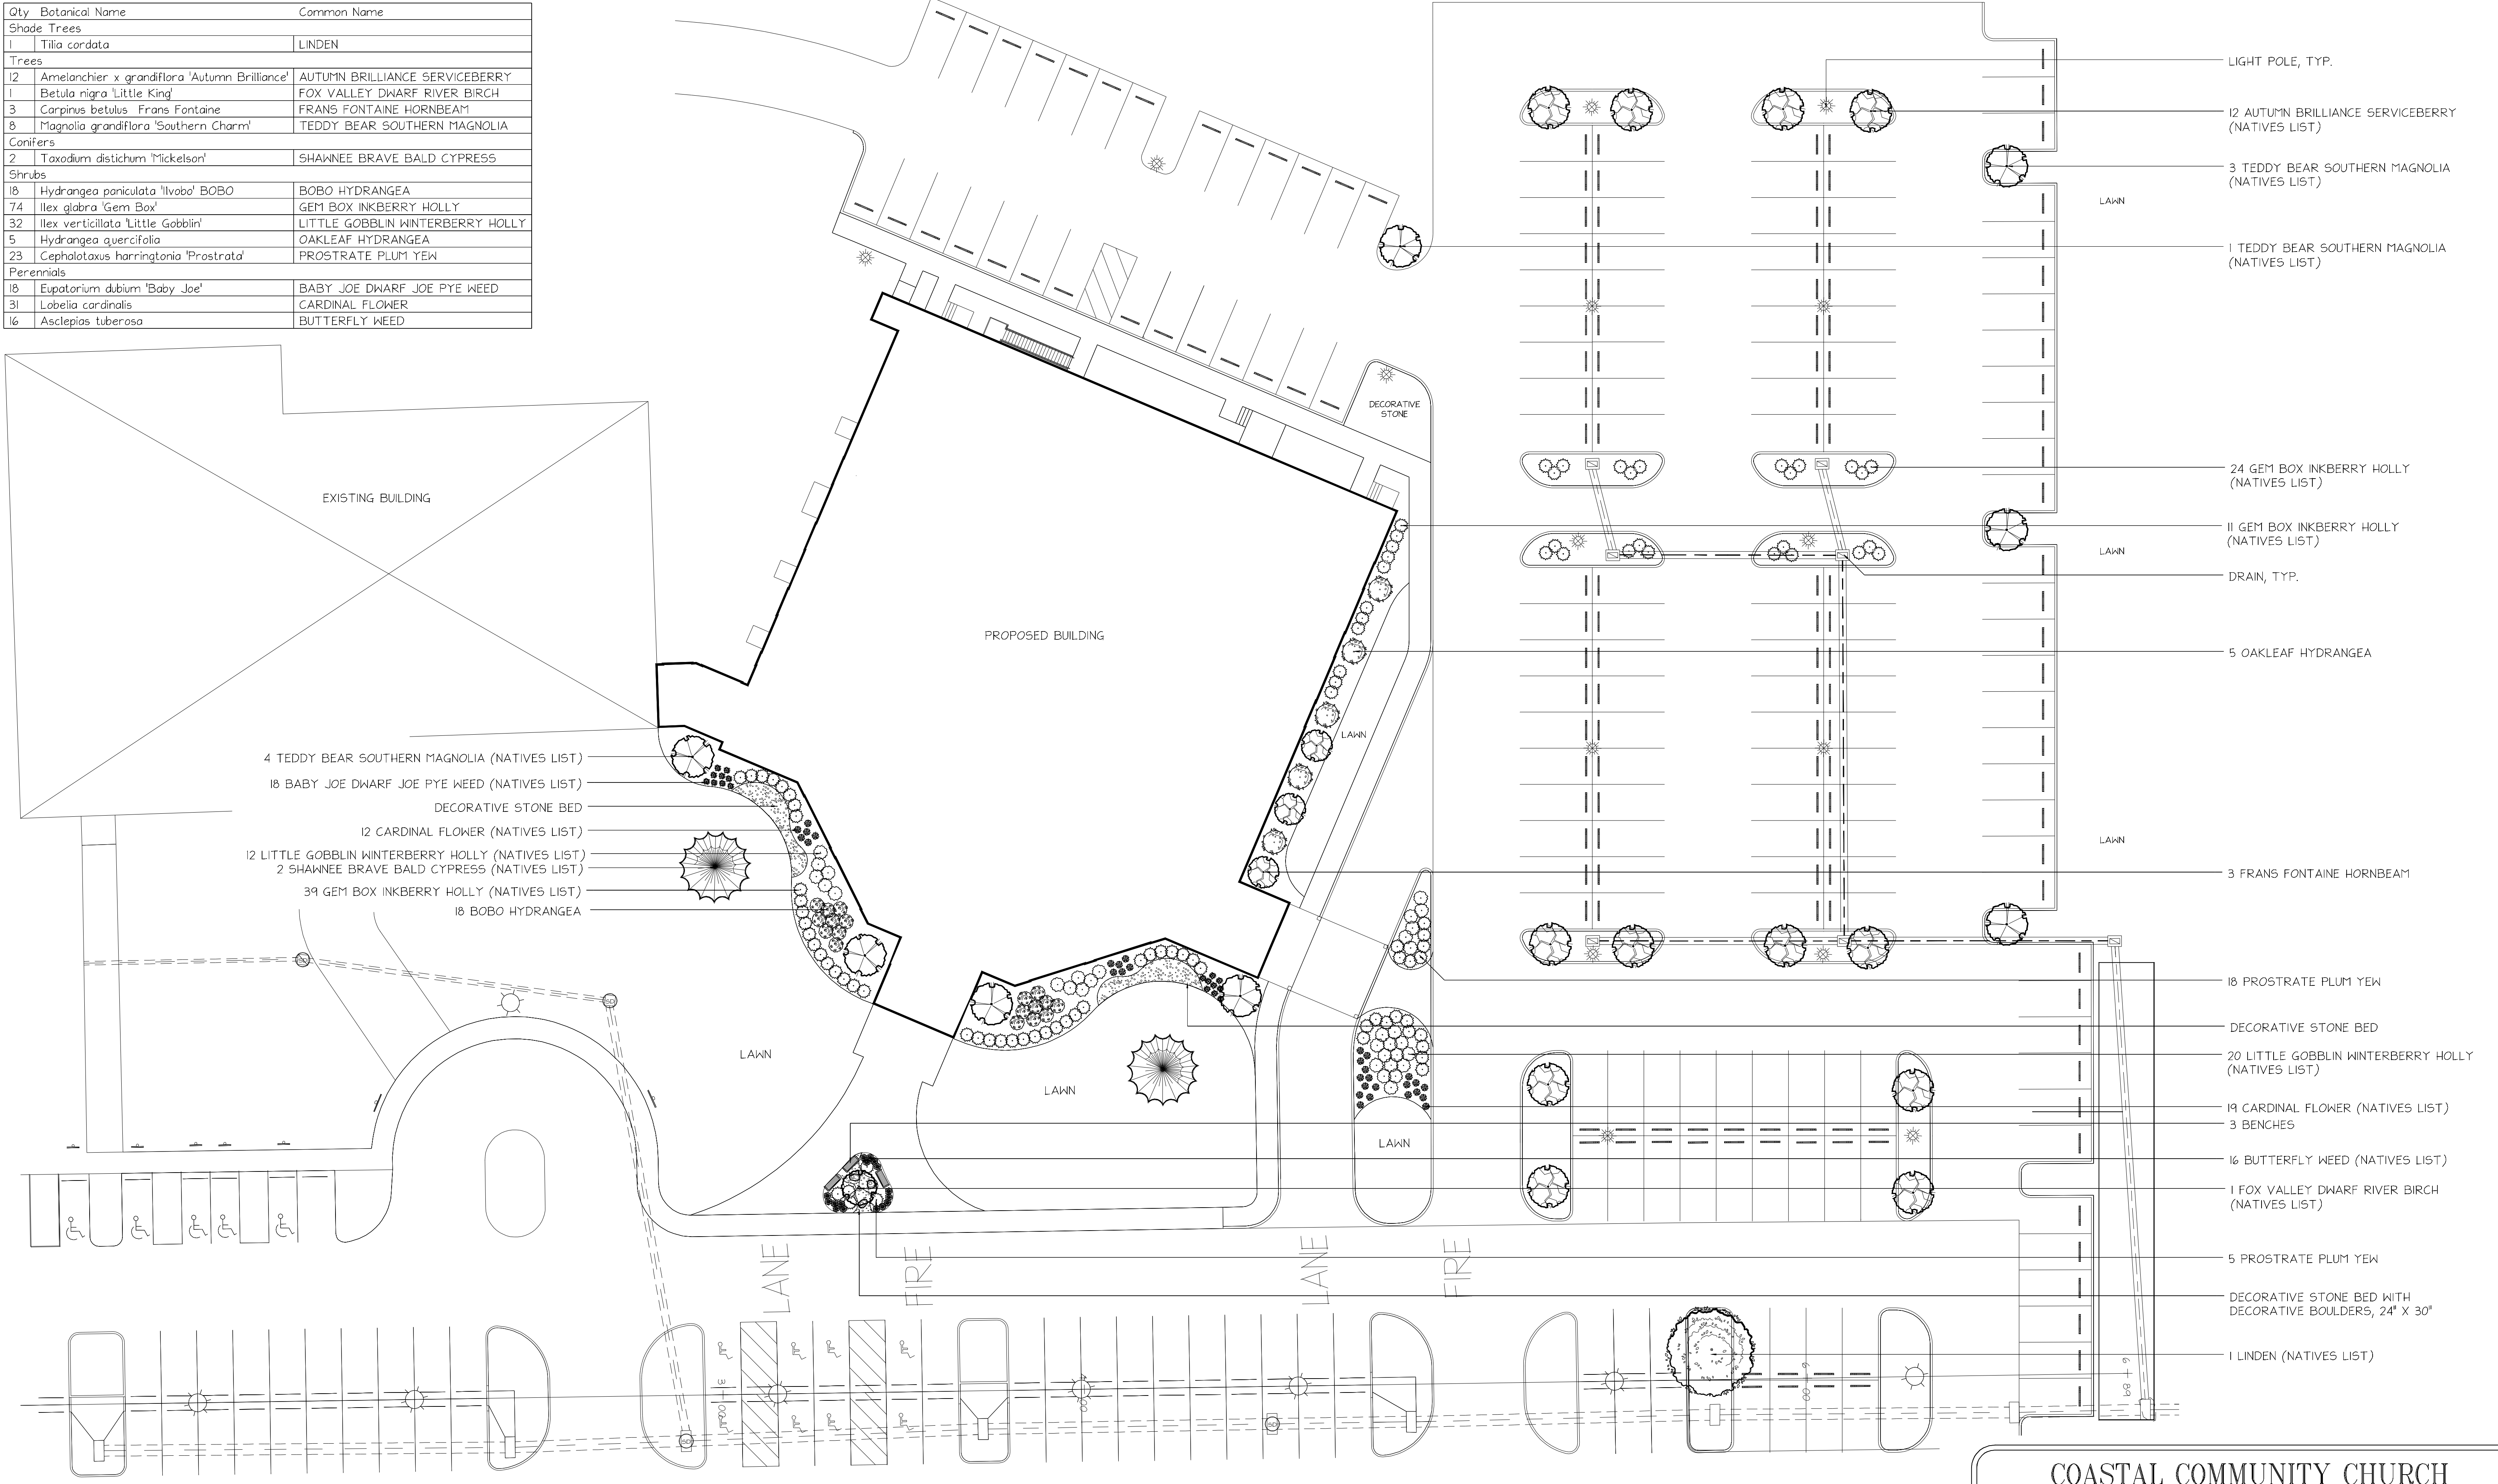 Qty Botanical Name Common Name
Shade Trees
1 Tilia cordata LINDEN
Trees
12 Amelanchier x grandiflora 'Autumn Brilliance' AUTUMN BRILLIANCE SERVICEBERRY
1 Betula nigra 'Little King' FOX VALLEY DWARF RIVER BIRCH
3 Carpinus betulus Frans Fontaine FRANS FONTAINE HORNBEAM
8 Magnolia grandiflora 'Southern Charm' TEDDY BEAR SOUTHERN MAGNOLIA
Conifers
2 Taxodium distichum 'Mickelson' SHAWNEE BRAVE BALD CYPRESS
Shrubs
18 Hydrangea paniculata 'Ilvobo' BOBO BOBO HYDRANGEA
74 Ilex glabra 'Gem Box' GEM BOX INKBERRY HOLLY
32 Ilex verticillata 'Little Gobblin' LITTLE GOBBLIN WINTERBERRY HOLLY
5 Hydrangea quercifolia OAKLEAF HYDRANGEA
23 Cephalotaxus harringtonia 'Prostrata' PROSTRATE PLUM YEW
Perennials
18 Eupatorium dubium 'Baby Joe' BABY JOE DWARF JOE PYE WEED
31 Lobelia cardinalis CARDINAL FLOWER
16 Asclepias tuberosa BUTTERFLY WEED
EXISTING BUILDING
PROPOSED BUILDING
DECORATIVE
STONE
4 TEDDY BEAR SOUTHERN MAGNOLIA (NATIVES LIST)
18 BABY JOE DWARF JOE PYE WEED (NATIVES LIST)
DECORATIVE STONE BED
12 CARDINAL FLOWER (NATIVES LIST)
12 LITTLE GOBBLIN WINTERBERRY HOLLY (NATIVES LIST)
2 SHAWNEE BRAVE BALD CYPRESS (NATIVES LIST)
39 GEM BOX INKBERRY HOLLY (NATIVES LIST)
18 BOBO HYDRANGEA
LAWN
LAWN
LAWN
LAWN
LIGHT POLE, TYP.
12 AUTUMN BRILLIANCE SERVICEBERRY
(NATIVES LIST)
3 TEDDY BEAR SOUTHERN MAGNOLIA
(NATIVES LIST)
LAWN
1 TEDDY BEAR SOUTHERN MAGNOLIA
(NATIVES LIST)
24 GEM BOX INKBERRY HOLLY
(NATIVES LIST)
11 GEM BOX INKBERRY HOLLY
(NATIVES LIST)
LAWN
DRAIN, TYP.
5 OAKLEAF HYDRANGEA
LAWN
3 FRANS FONTAINE HORNBEAM
18 PROSTRATE PLUM YEW
DECORATIVE STONE BED
20 LITTLE GOBBLIN WINTERBERRY HOLLY
(NATIVES LIST)
19 CARDINAL FLOWER (NATIVES LIST)
3 BENCHES
16 BUTTERFLY WEED (NATIVES LIST)
1 FOX VALLEY DWARF RIVER BIRCH
(NATIVES LIST)
5 PROSTRATE PLUM YEW
DECORATIVE STONE BED WITH
DECORATIVE BOULDERS, 24" X 30"
1 LINDEN (NATIVES LIST)
LANE
FIRE
LANE
FIRE
SD
SD
SD
SD
COASTAL COMMUNITY CHURCH